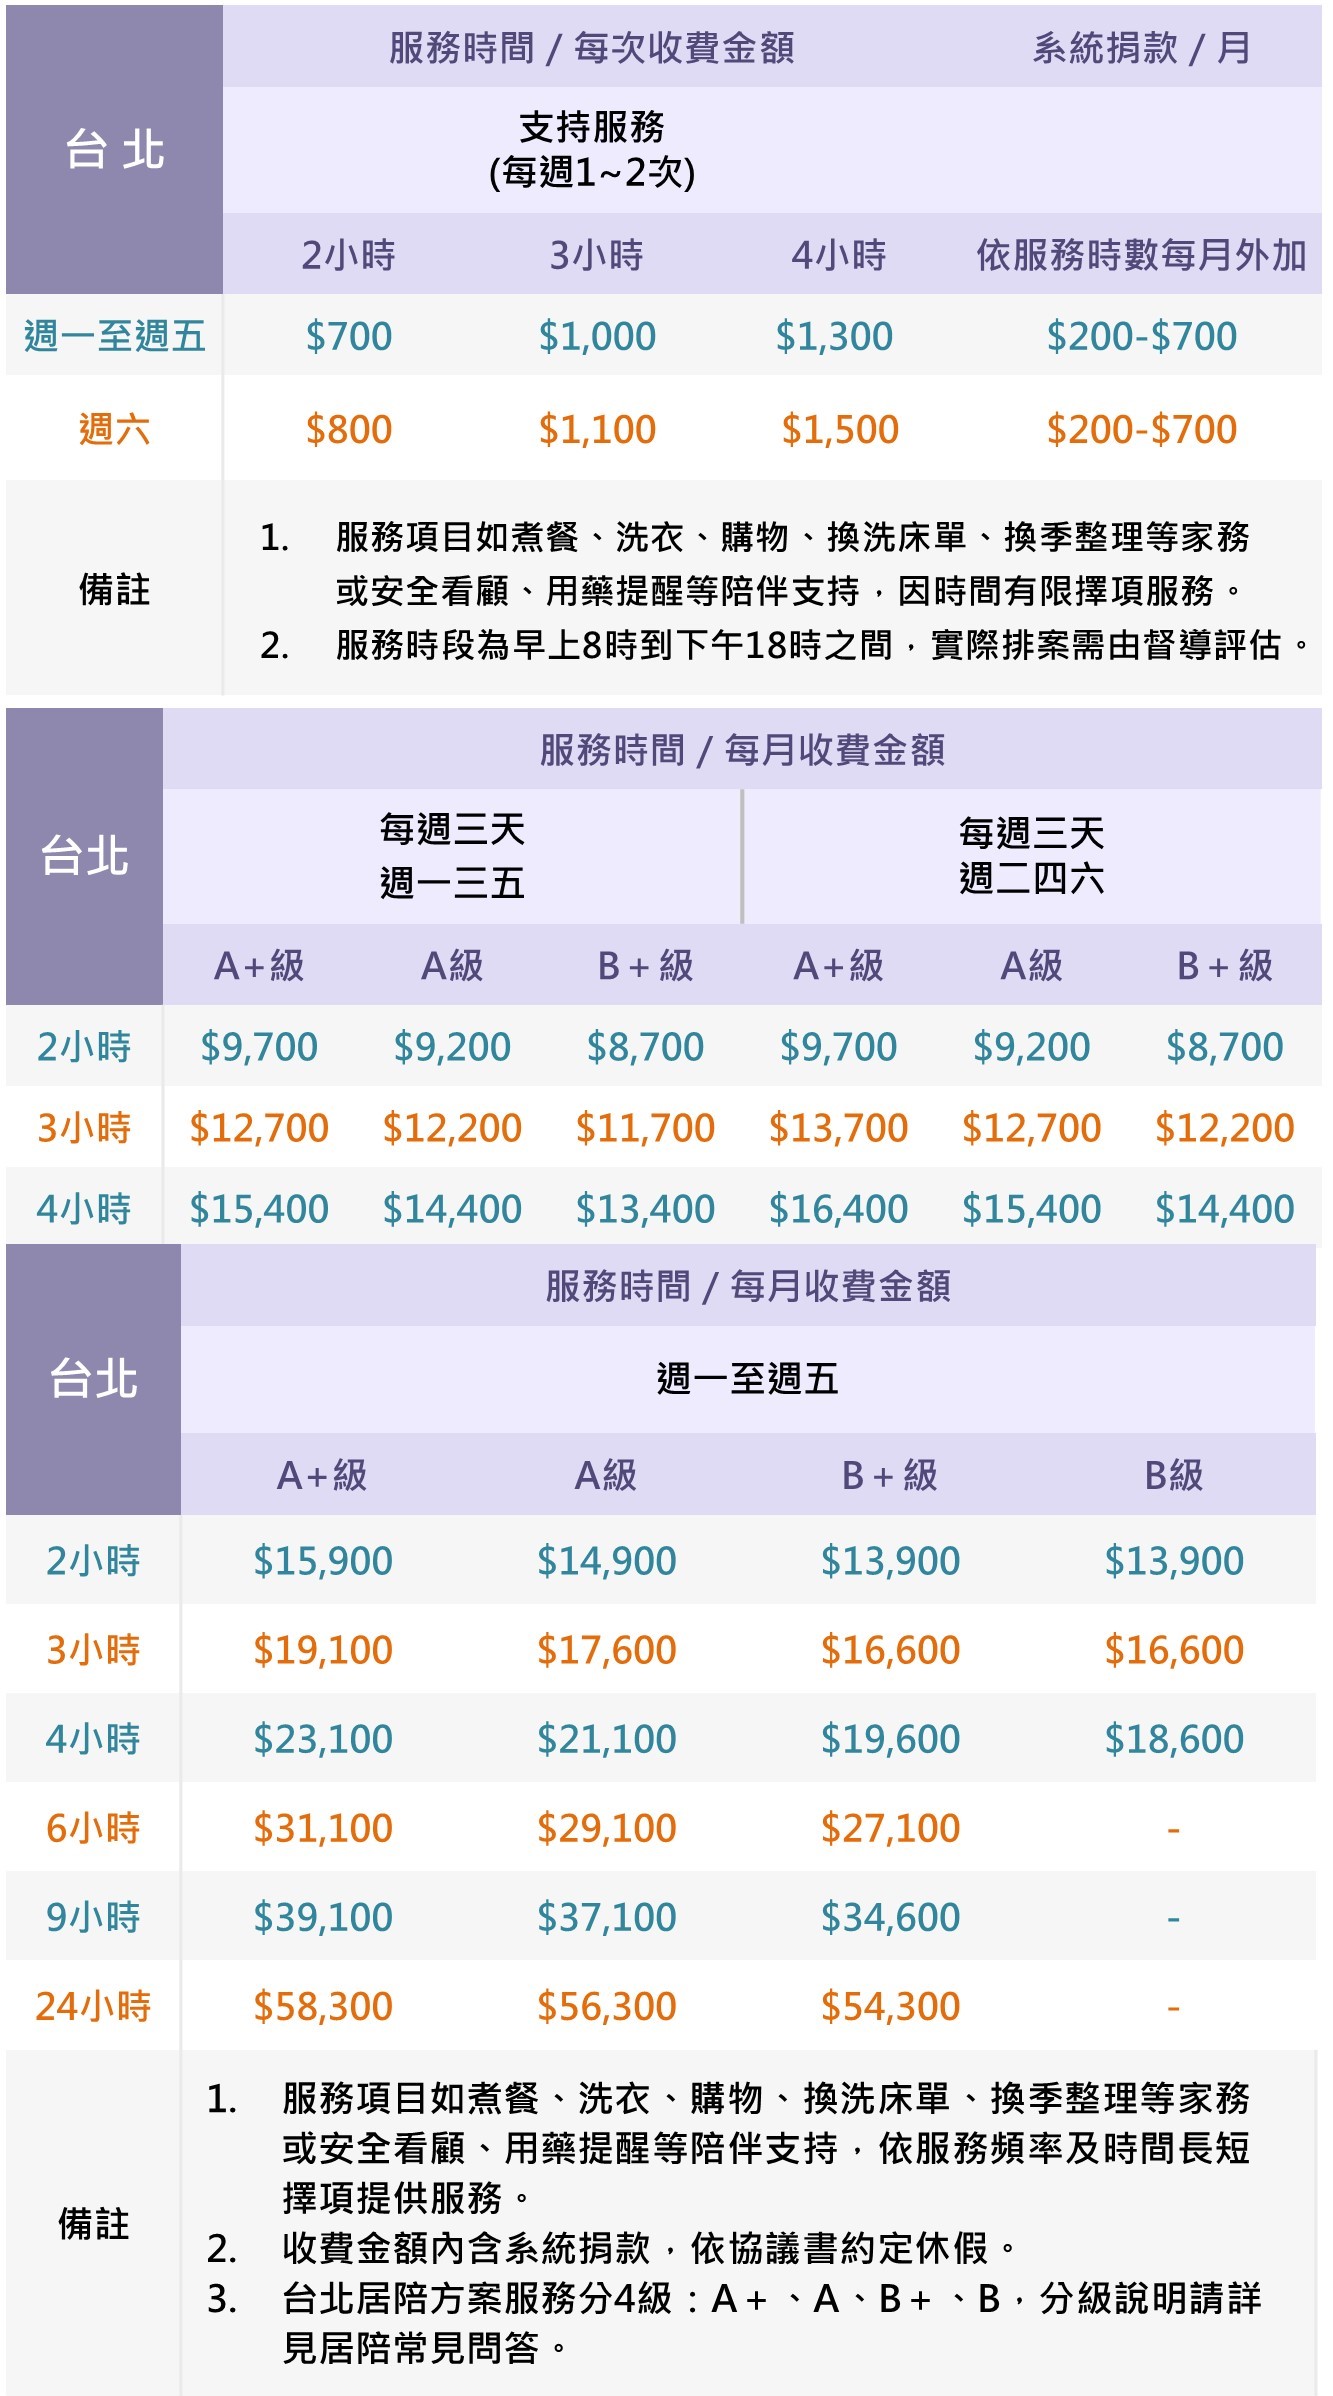 台北
服務時間 / 每次收費金額 系統捐款 / 月
支持服務
(每週1~2次)
2小時 3小時 4小時 依服務時數每月外加
週一至週五 $700 $1,000 $1,300 $200-$700
週六 $800 $1,100 $1,500 $200-$700
備註
1. 服務項目如煮餐、洗衣、購物、換洗床單、換季整理等家務
或安全看顧、用藥提醒等陪伴支持，因時間有限擇項服務。
2. 服務時段為早上8時到下午18時之間，實際排案需由督導評估。
台北
服務時間 / 每月收費金額
每週三天 每週三天
週一三五 週二四六
A+級 A級 B+級 A+級 A級 B+級
2小時 $9,700 $9,200 $8,700 $9,700 $9,200 $8,700
3小時 $12,700 $12,200 $11,700 $13,700 $12,700 $12,200
4小時 $15,400 $14,400 $13,400 $16,400 $15,400 $14,400
台北
服務時間 / 每月收費金額
週一至週五
A+級 A級 B+級 B級
2小時 $15,900 $14,900 $13,900 $13,900
3小時 $19,100 $17,600 $16,600 $16,600
4小時 $23,100 $21,100 $19,600 $18,600
6小時 $31,100 $29,100 $27,100 -
9小時 $39,100 $37,100 $34,600 -
24小時 $58,300 $56,300 $54,300 -
備註
1. 服務項目如煮餐、洗衣、購物、換洗床單、換季整理等家務
或安全看顧、用藥提醒等陪伴支持，依服務頻率及時間長短
擇項提供服務。
2. 收費金額內含系統捐款，依協議書約定休假。
3. 台北居陪方案服務分4級：A+、A、B+、B，分級說明請詳
見居陪常見問答。